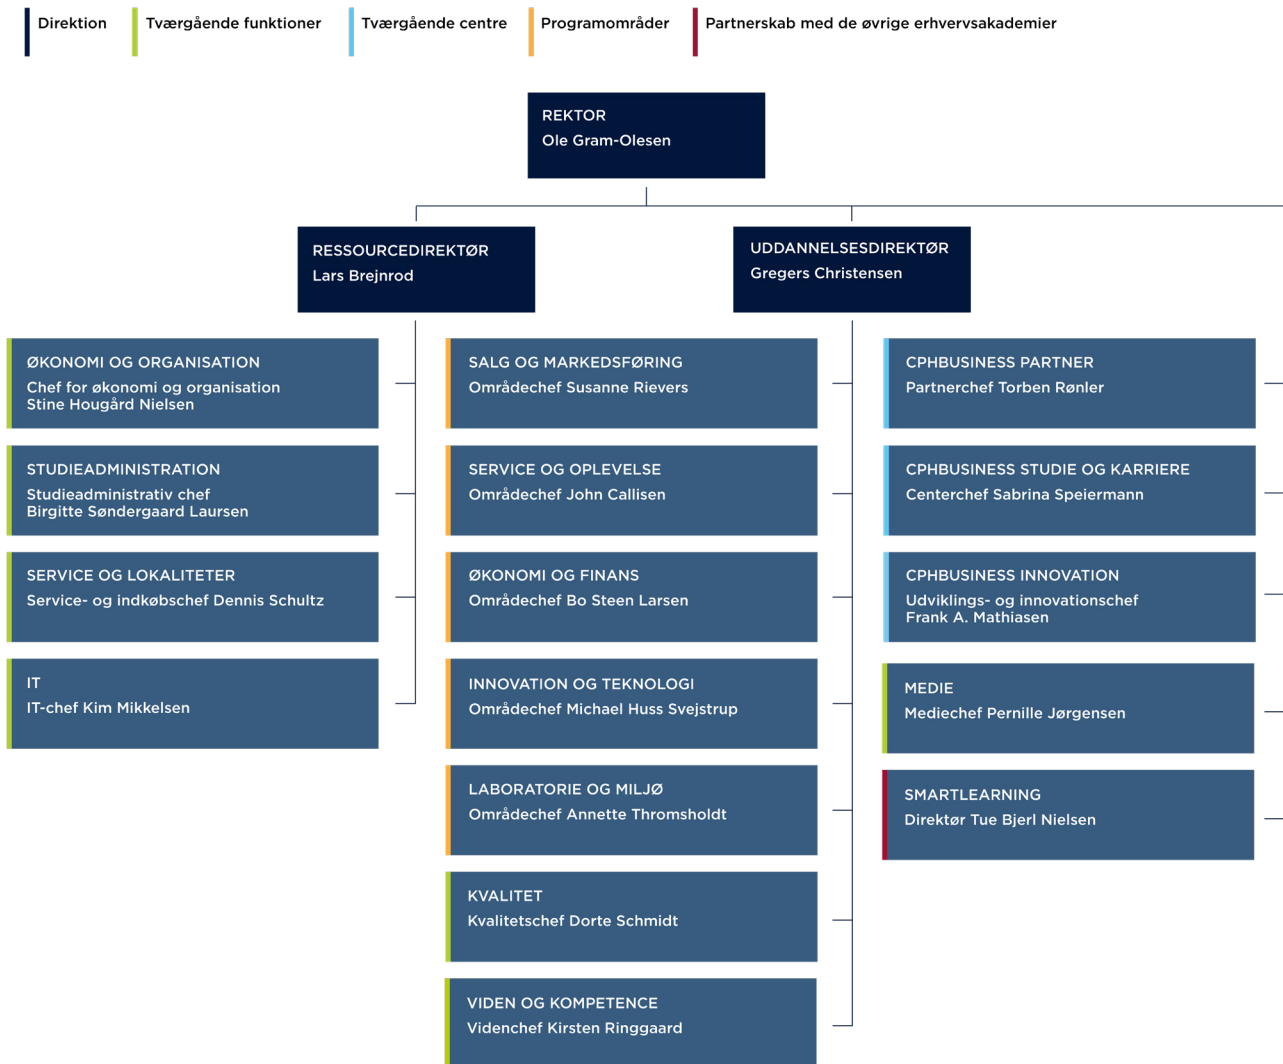 Direktion
Tværgående funktioner
Tværgående centre
Programområder
Partnerskab med de øvrige erhvervsakademier
REKTOR
Ole Gram-Olesen
RESSOURCEDIREKTØR
Lars Brejnrod
UDDANNELSESDIREKTØR
Gregers Christensen
ØKONOMI OG ORGANISATION
Chef for økonomi og organisation
Stine Hougård Nielsen
STUDIEADMINISTRATION
Studieadministrativ chef
Birgitte Søndergaard Laursen
SERVICE OG LOKALITETER
Service- og indkøbschef Dennis Schultz
IT
IT-chef Kim Mikkelsen
SALG OG MARKEDSFØRING
Områdechef Susanne Rievers
SERVICE OG OPLEVELSE
Områdechef John Callisen
ØKONOMI OG FINANS
Områdechef Bo Steen Larsen
INNOVATION OG TEKNOLOGI
Områdechef Michael Huss Svejstrup
LABORATORIE OG MILJØ
Områdechef Annette Thromsholdt
KVALITET
Kvalitetschef Dorte Schmidt
VIDEN OG KOMPETENCE
Videnchef Kirsten Ringgaard
CPHBUSINESS PARTNER
Partnerchef Torben Rønler
CPHBUSINESS STUDIE OG KARRIERE
Centerchef Sabrina Speiermann
CPHBUSINESS INNOVATION
Udviklings- og innovationschef
Frank A. Mathiasen
MEDIE
Mediechef Pernille Jørgensen
SMARTLEARNING
Direktør Tue Bjerl Nielsen